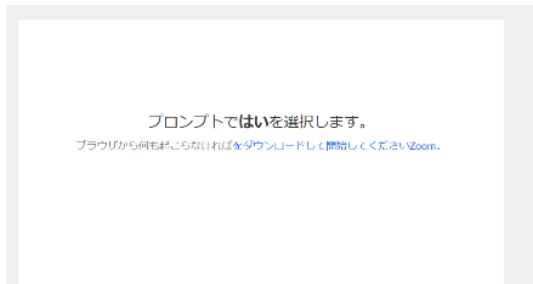 プロンプトではいを選択します。
ブラウザから何も起こらなければをダウンロードして開始してくださいZoom。